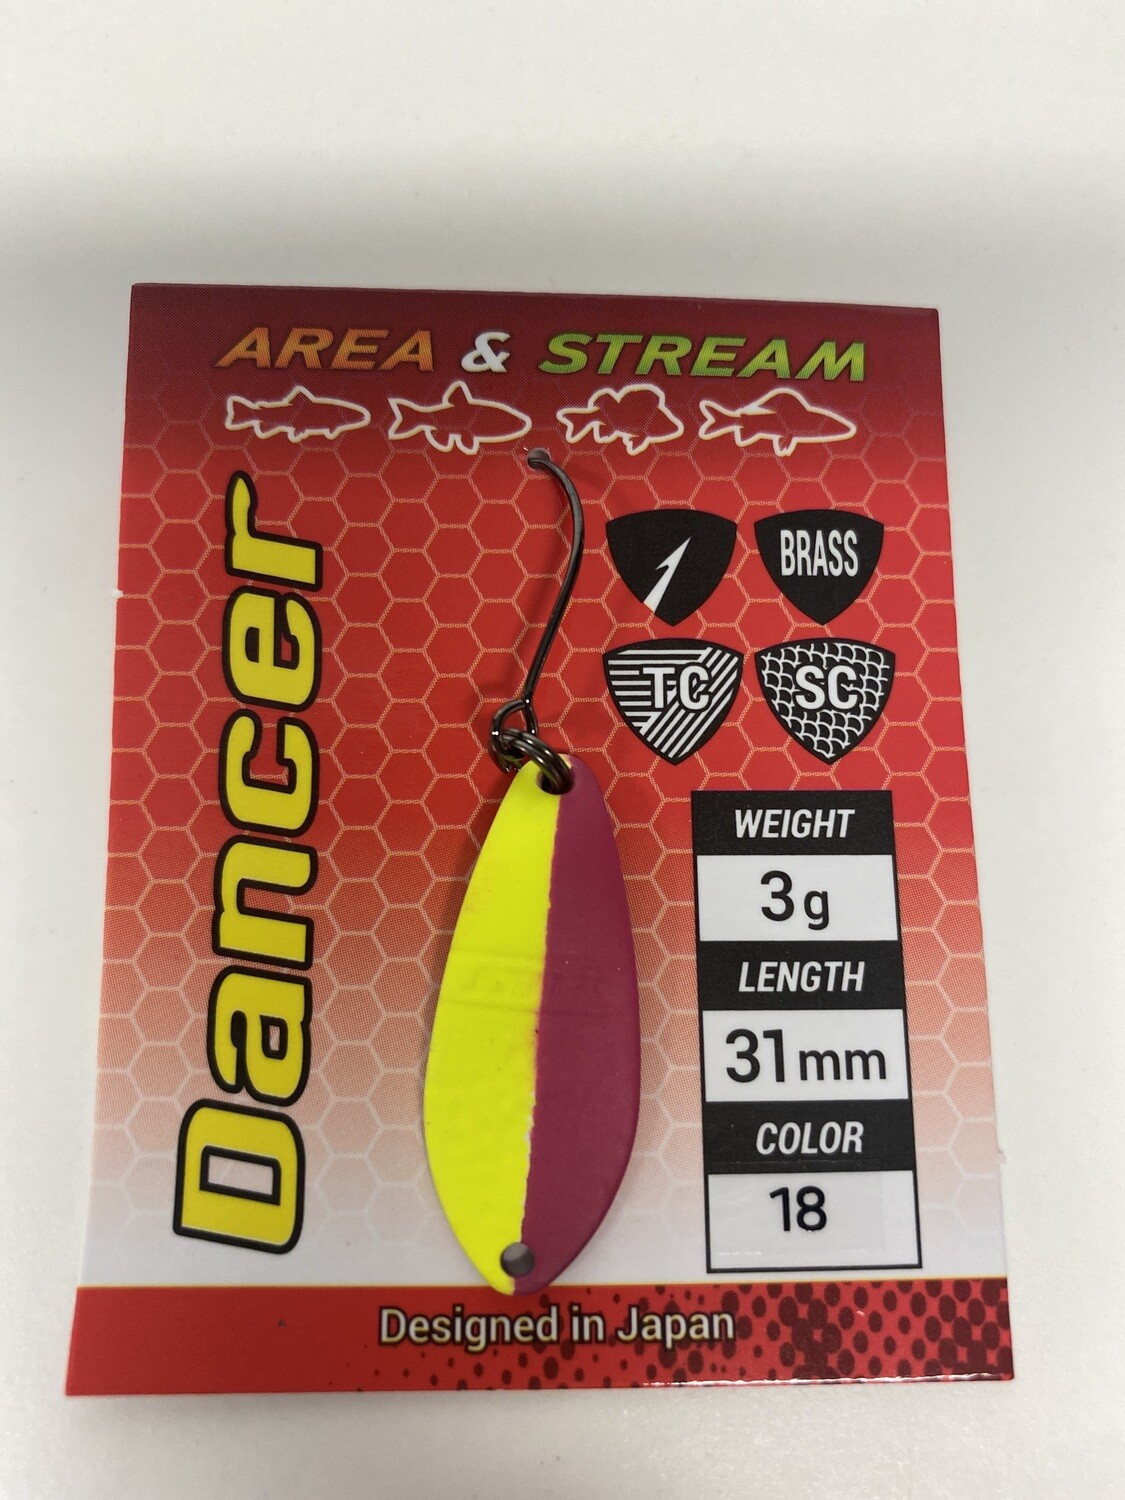 AREA & STREAM
Dancer
BRASS
TC
SC
WEIGHT
3g
LENGTH
31mm
COLOR
18
Designed in Japan